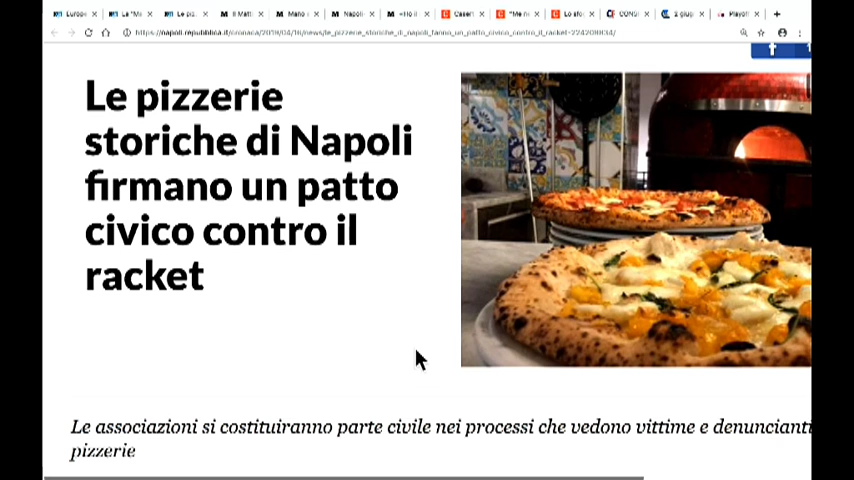 Le pizzerie
storiche di Napoli
firmano un patto
civico contro il
racket
Le associazioni si costituiranno parte civile nei processi che vedono vittime e denuncianti
pizzerie